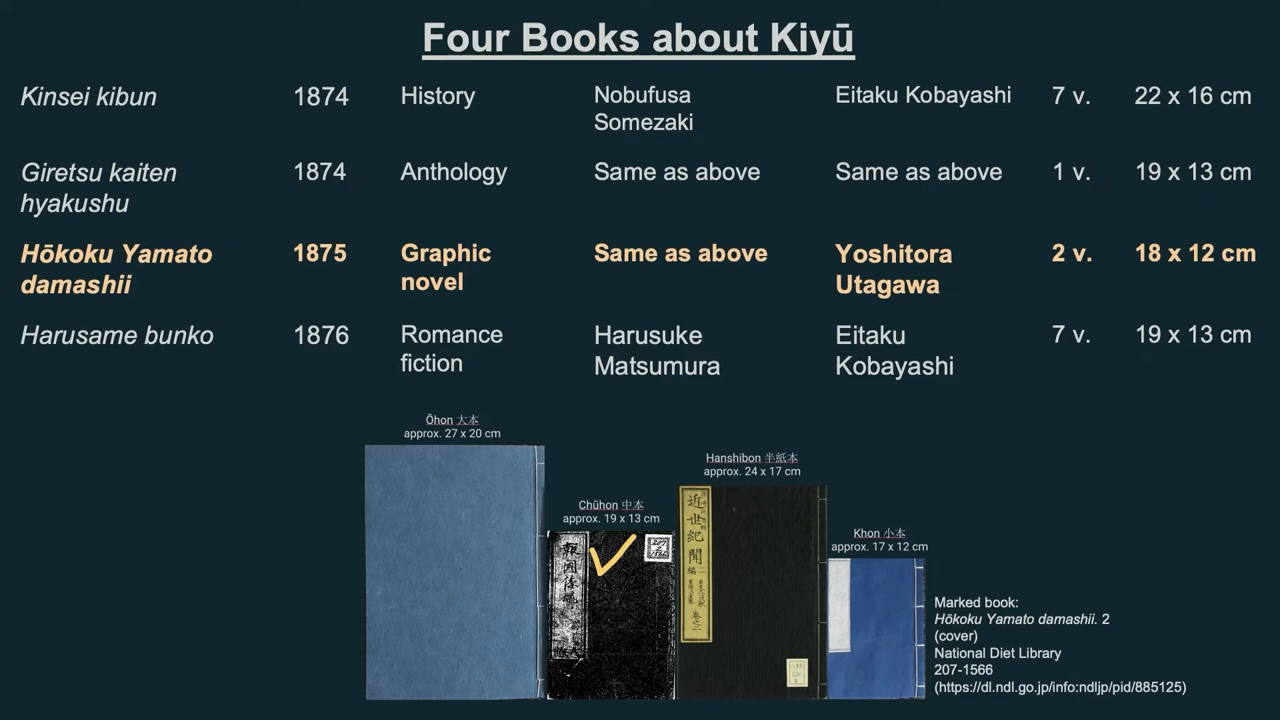 Four Books about Kiyū
Kinsei kibun 1874 History Nobufusa Somezaki Eitaku Kobayashi 7 v. 22 x 16 cm
Giretsu kaiten hyakushu 1874 Anthology Same as above Same as above 1 v. 19 x 13 cm
Hōkoku Yamato damashii 1875 Graphic novel Same as above Yoshitora Utagawa 2 v. 18 x 12 cm
Harusame bunko 1876 Romance fiction Harusuke Matsumura Eitaku Kobayashi 7 v. 19 x 13 cm
Ōhon 大本
approx. 27 x 20 cm
Chūhon 中本
approx. 19 x 13 cm
Hanshibon 半紙本
approx. 24 x 17 cm
Khon 小本
approx. 17 x 12 cm
報國
近世紀聞
二編
Marked book:
Hōkoku Yamato damashii. 2
(cover)
National Diet Library
207-1566
(https://dl.ndl.go.jp/info:ndljp/pid/885125)